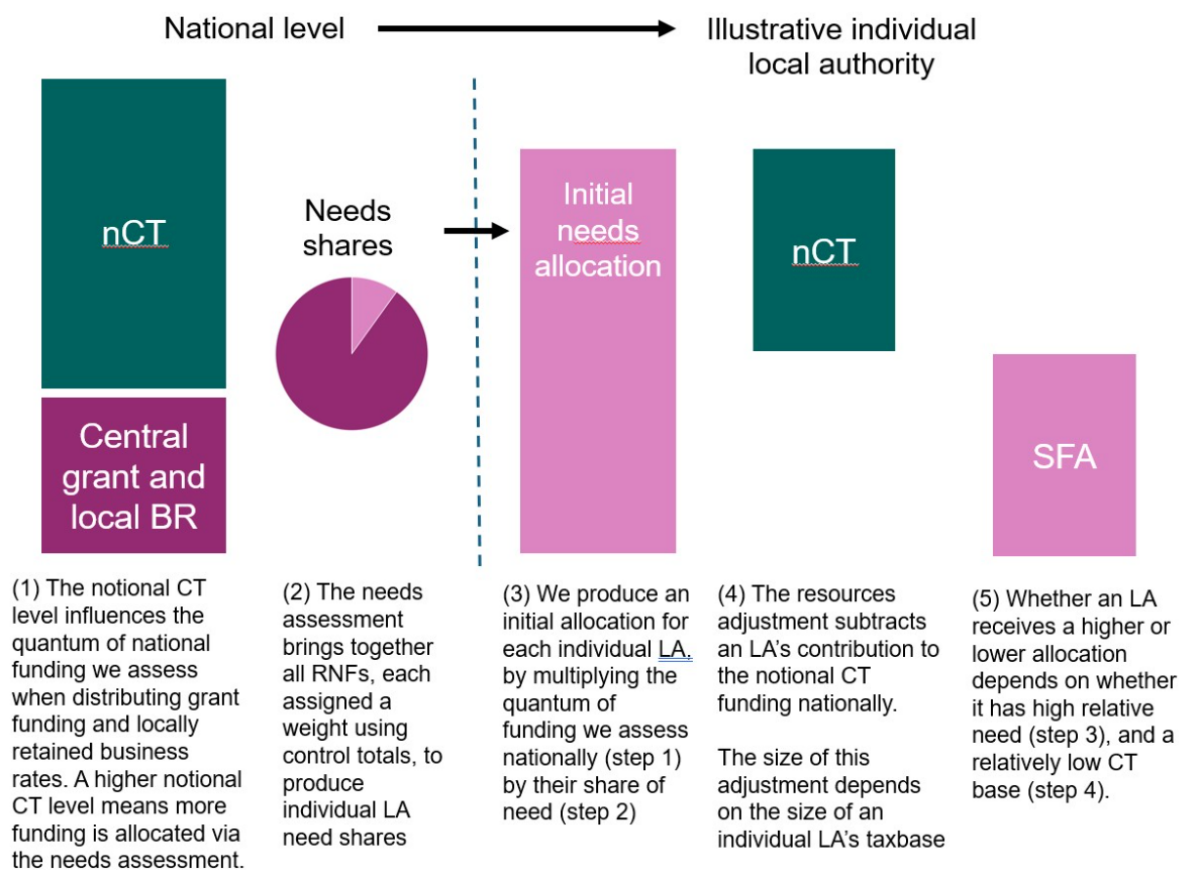 National level
Illustrative individual
local authority
nCT
Central
grant and
local BR
Needs
shares
Initial
needs
allocation
nCT
SFA
(1) The notional CT
level influences the
quantum of national
funding we assess
when distributing grant
funding and locally
retained business
rates. A higher notional
CT level means more
funding is allocated via
the needs assessment.
(2) The needs
assessment
brings together
all RNFs, each
assigned a
weight using
control totals, to
produce
individual LA
need shares
(3) We produce an
initial allocation for
each individual LA,
by multiplying the
quantum of
funding we assess
nationally (step 1)
by their share of
need (step 2)
(4) The resources
adjustment subtracts
an LA’s contribution to
the notional CT
funding nationally.
The size of this
adjustment depends
on the size of an
individual LA’s taxbase
(5) Whether an LA
receives a higher or
lower allocation
depends on whether
it has high relative
need (step 3), and a
relatively low CT
base (step 4).